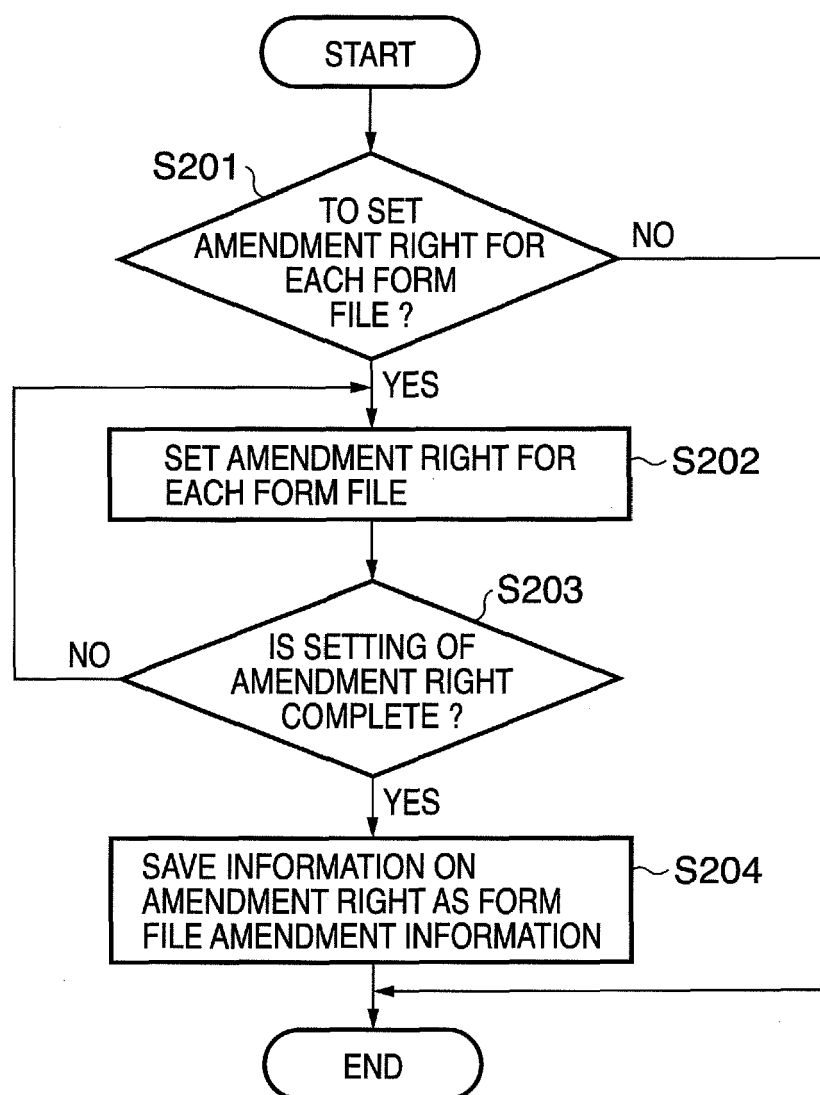 START
S201
TO SET
AMENDMENT RIGHT FOR
EACH FORM
FILE ?
NO
YES
SET AMENDMENT RIGHT FOR
EACH FORM FILE
S202
S203
IS SETTING OF
AMENDMENT RIGHT
COMPLETE ?
NO
YES
SAVE INFORMATION ON
AMENDMENT RIGHT AS FORM
FILE AMENDMENT INFORMATION
S204
END